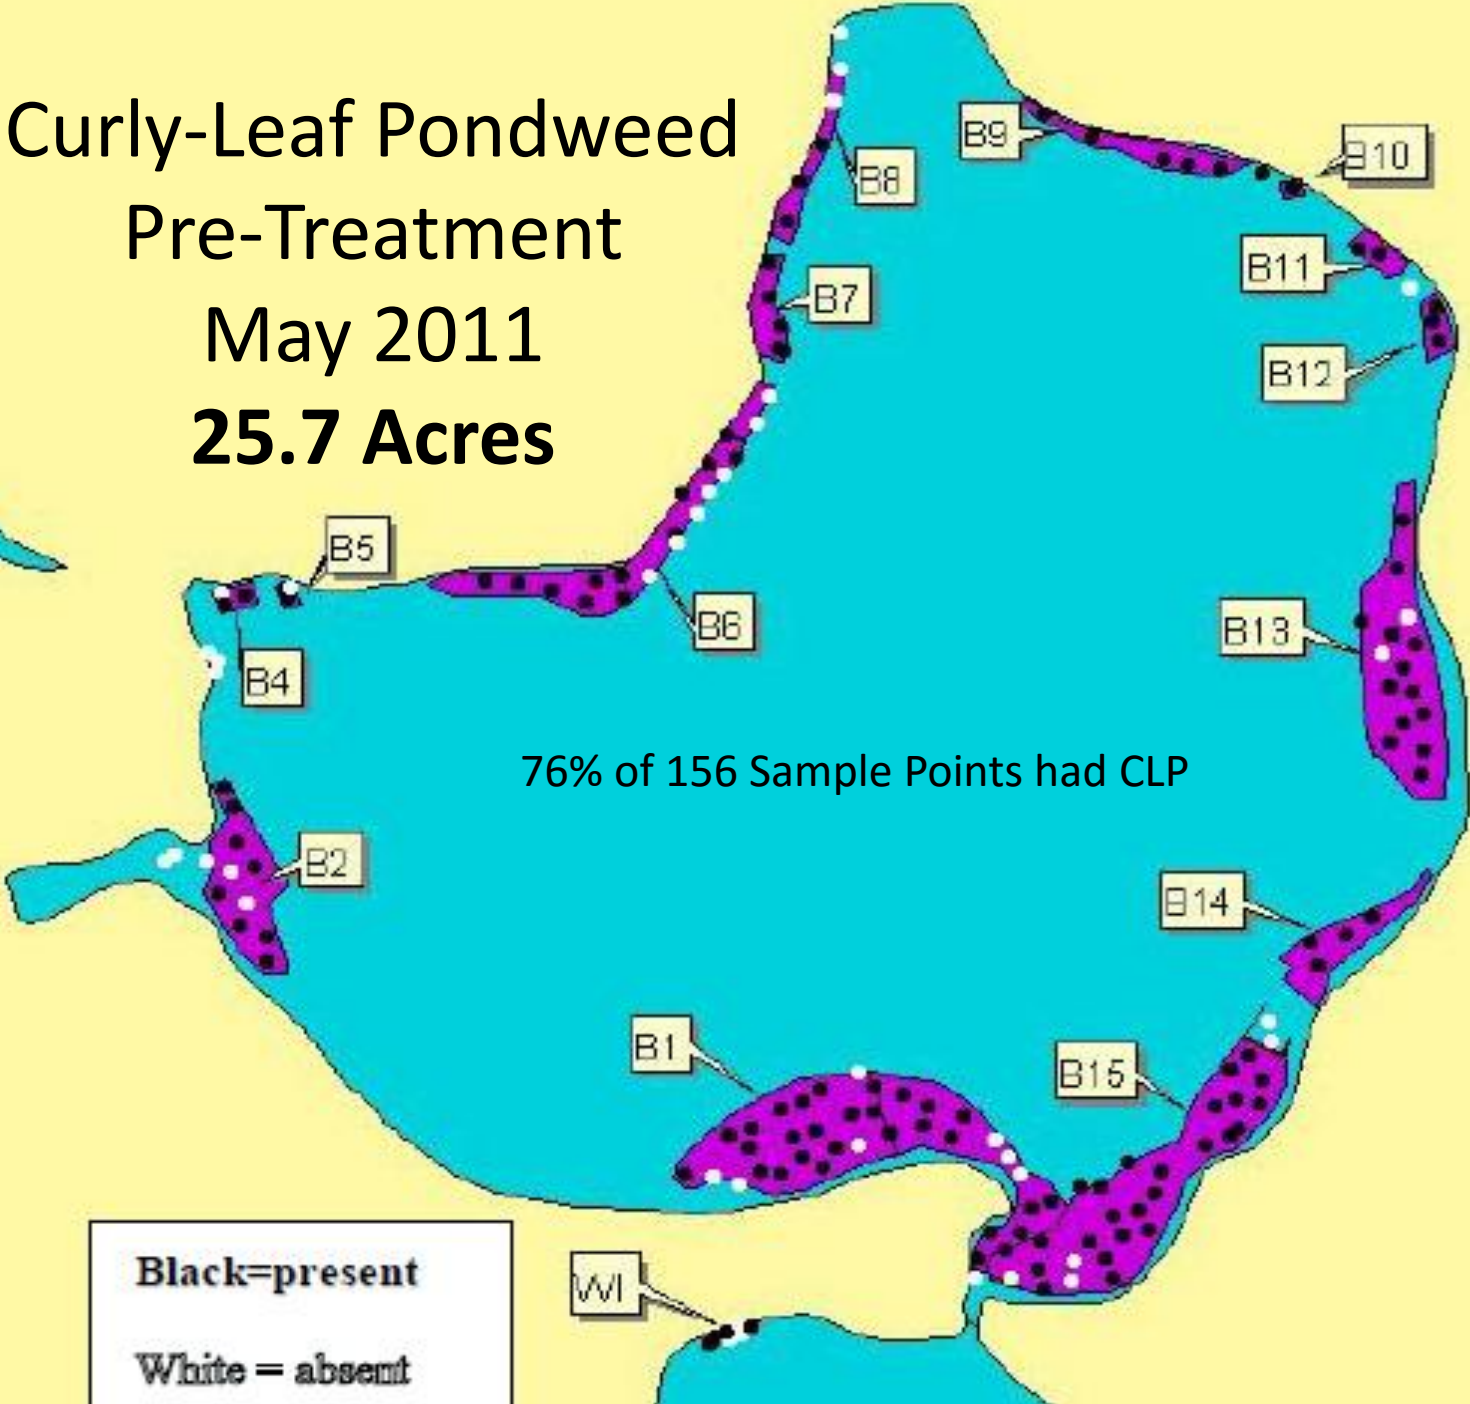 Curly-Leaf Pondweed
Pre-Treatment
May 2011
25.7 Acres
B9
B10
B8
B11
B7
B12
B5
B6
B13
B4
76% of 156 Sample Points had CLP
B2
B14
B1
B15
WI
Black=present
White = absent